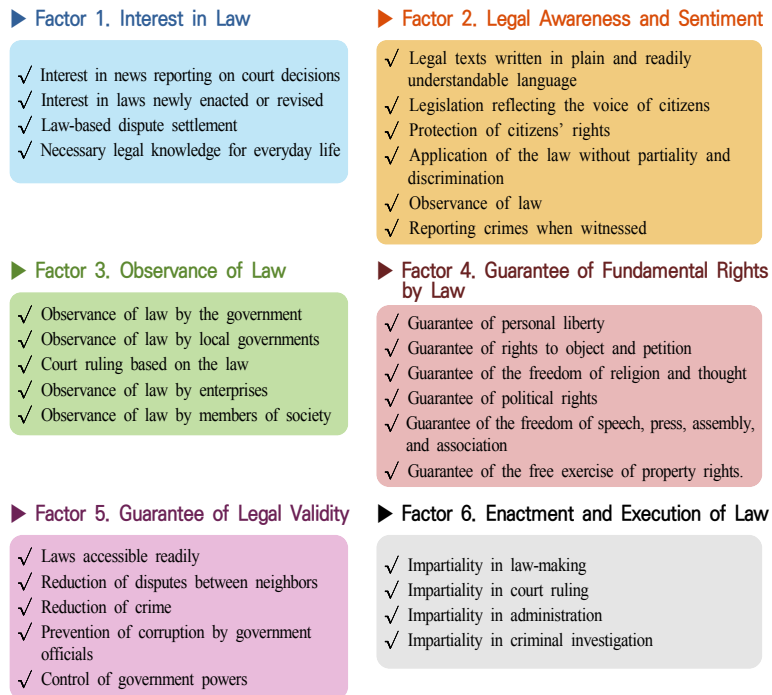 ▶ Factor 1. Interest in Law
√ Interest in news reporting on court decisions
√ Interest in laws newly enacted or revised
√ Law-based dispute settlement
√ Necessary legal knowledge for everyday life
▶ Factor 2. Legal Awareness and Sentiment
√ Legal texts written in plain and readily
understandable language
√ Legislation reflecting the voice of citizens
√ Protection of citizens’ rights
√ Application of the law without partiality and
discrimination
√ Observance of law
√ Reporting crimes when witnessed
▶ Factor 3. Observance of Law
√ Observance of law by the government
√ Observance of law by local governments
√ Court ruling based on the law
√ Observance of law by enterprises
√ Observance of law by members of society
▶ Factor 4. Guarantee of Fundamental Rights
by Law
√ Guarantee of personal liberty
√ Guarantee of rights to object and petition
√ Guarantee of the freedom of religion and thought
√ Guarantee of political rights
√ Guarantee of the freedom of speech, press, assembly,
and association
√ Guarantee of the free exercise of property rights.
▶ Factor 5. Guarantee of Legal Validity
√ Laws accessible readily
√ Reduction of disputes between neighbors
√ Reduction of crime
√ Prevention of corruption by government
officials
√ Control of government powers
▶ Factor 6. Enactment and Execution of Law
√ Impartiality in law-making
√ Impartiality in court ruling
√ Impartiality in administration
√ Impartiality in criminal investigation